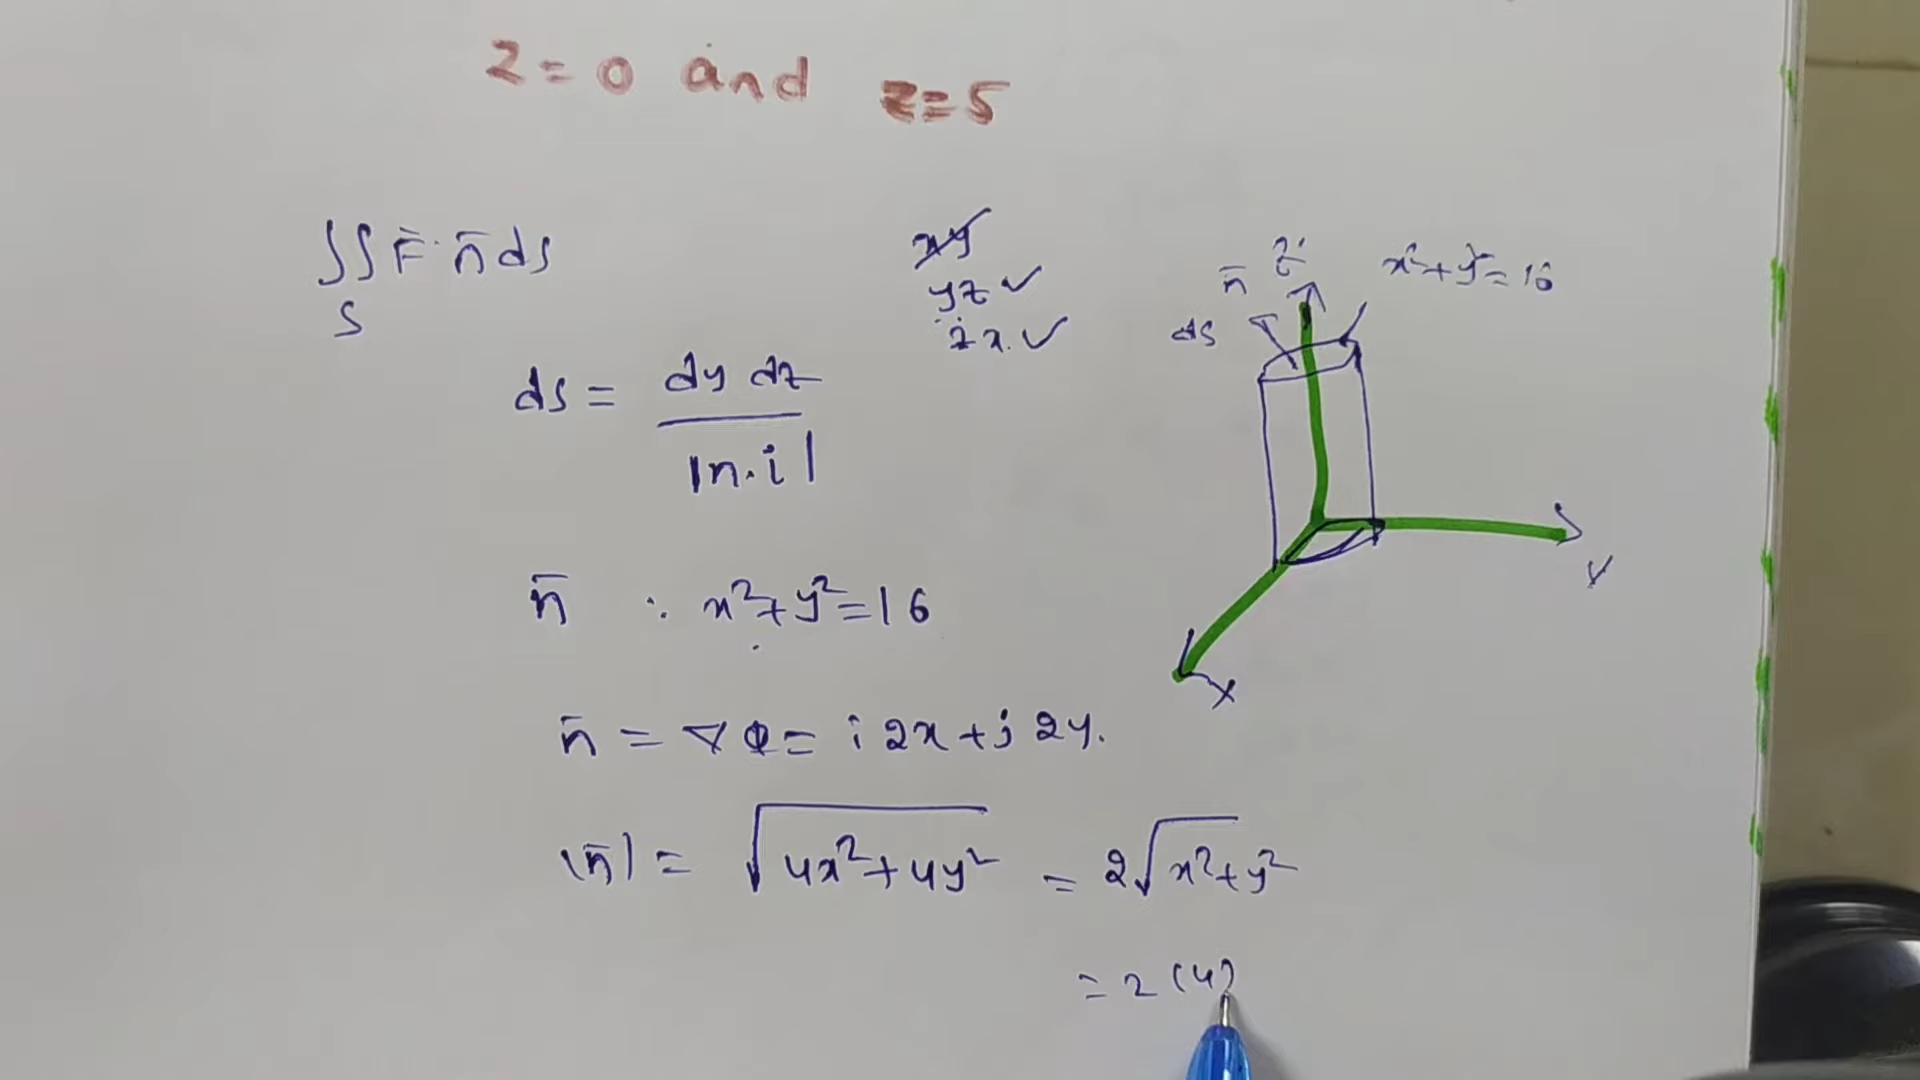 z=0 and z=5
∫∫ F̄·n̄ ds
S
xy
yz ✓
zx. ✓
ds = dy dz / |n.i|
n̄
z
x²+y²=16
ds
y
x
n̄ : x²+y²=16
n̄ = ∇φ = i 2x+j 2y.
|n̄| = √4x²+4y² = 2√x²+y²
= 2(4)